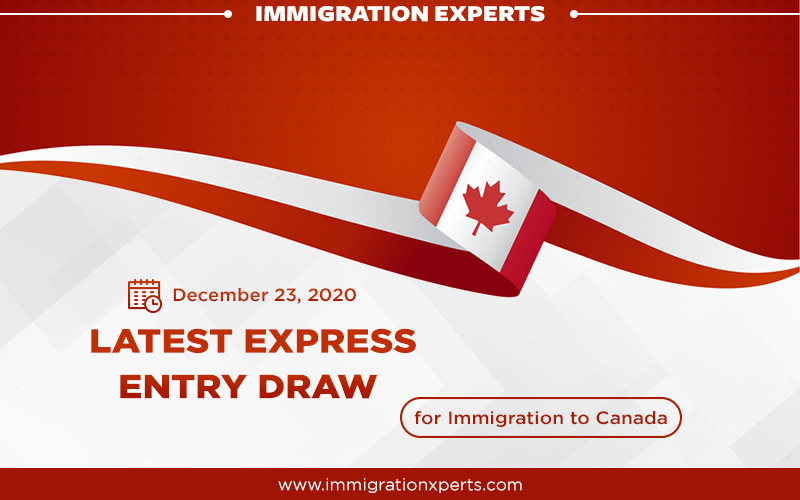 IMMIGRATION EXPERTS
December 23, 2020
LATEST EXPRESS
ENTRY DRAW
for Immigration to Canada
www.immigrationxperts.com